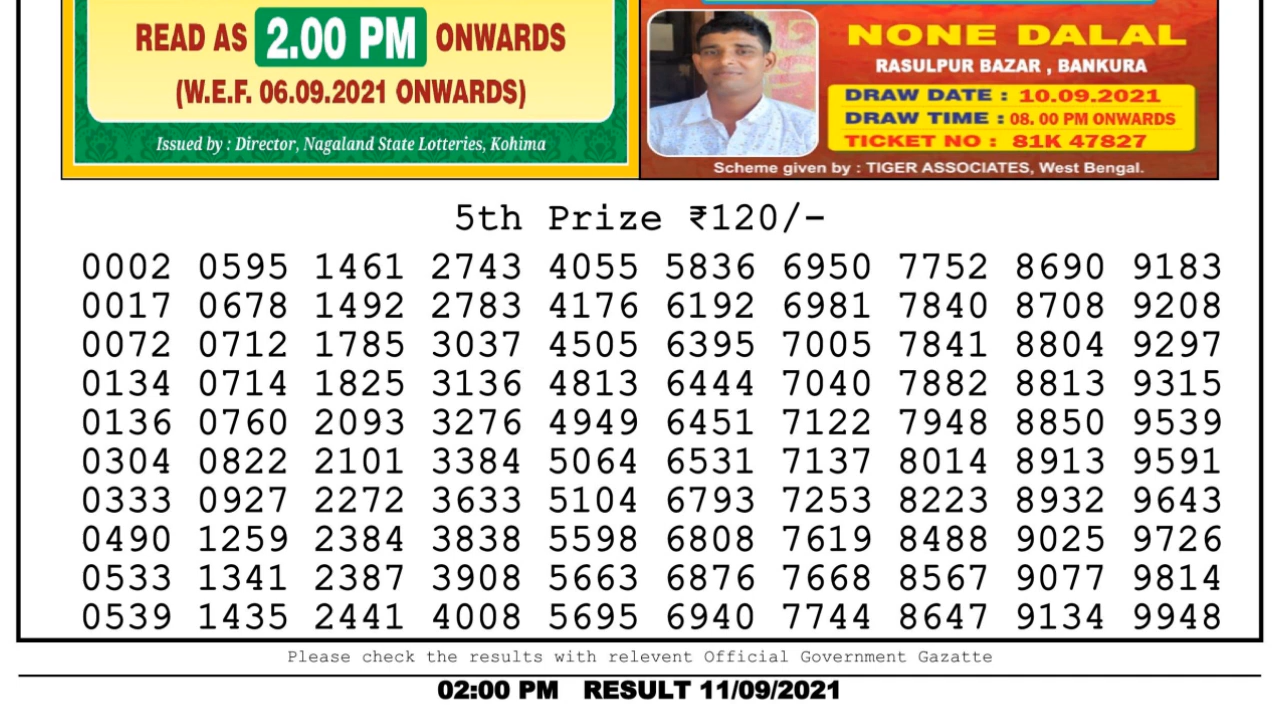 READ AS 2.00 PM ONWARDS
(W.E.F. 06.09.2021 ONWARDS)
Issued by : Director, Nagaland State Lotteries, Kohima
NONE DALAL
RASULPUR BAZAR , BANKURA
DRAW DATE : 10.09.2021
DRAW TIME : 08. 00 PM ONWARDS
TICKET NO : 81K 47827
Scheme given by : TIGER ASSOCIATES, West Bengal.
5th Prize ₹120/-
0002 0595 1461 2743 4055 5836 6950 7752 8690 9183
0017 0678 1492 2783 4176 6192 6981 7840 8708 9208
0072 0712 1785 3037 4505 6395 7005 7841 8804 9297
0134 0714 1825 3136 4813 6444 7040 7882 8813 9315
0136 0760 2093 3276 4949 6451 7122 7948 8850 9539
0304 0822 2101 3384 5064 6531 7137 8014 8913 9591
0333 0927 2272 3633 5104 6793 7253 8223 8932 9643
0490 1259 2384 3838 5598 6808 7619 8488 9025 9726
0533 1341 2387 3908 5663 6876 7668 8567 9077 9814
0539 1435 2441 4008 5695 6940 7744 8647 9134 9948
Please check the results with relevent Official Government Gazatte
02:00 PM RESULT 11/09/2021